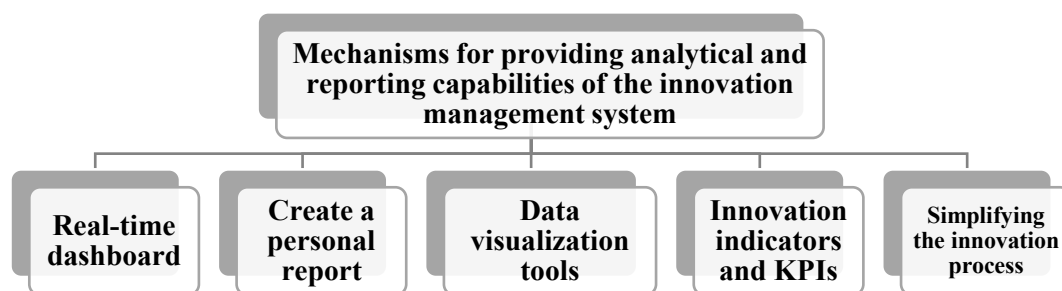 Mechanisms for providing analytical and
reporting capabilities of the innovation
management system
Real-time
dashboard
Create a
personal
report
Data
visualization
tools
Innovation
indicators
and KPIs
Simplifying
the innovation
process